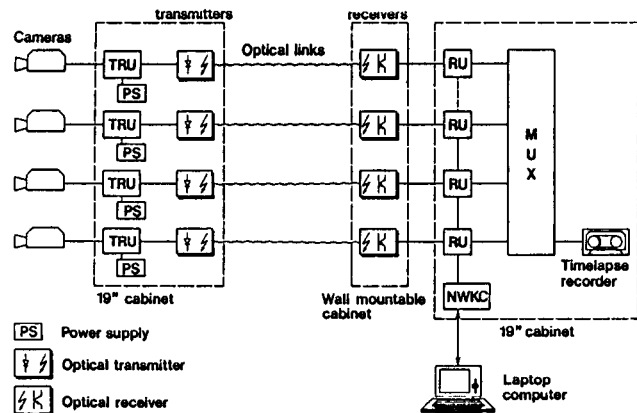 transmitters
receivers
Cameras
Optical links
TRU
RU
PS
TRU
RU
PS
TRU
RU
PS
TRU
RU
PS
MUX
Timelapse
recorder
NWKC
19" cabinet
Wall mountable
cabinet
19" cabinet
PS Power supply
Optical transmitter
Optical receiver
Laptop
computer